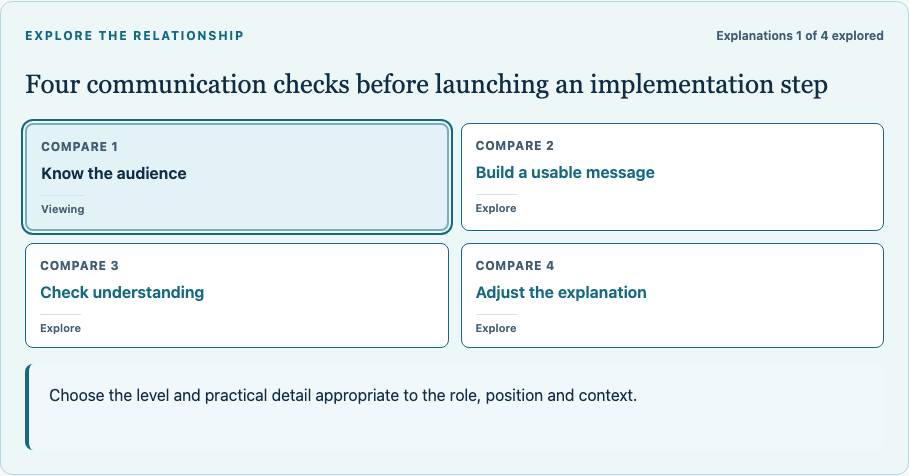 EXPLORE THE RELATIONSHIP
Explanations 1 of 4 explored
Four communication checks before launching an implementation step
COMPARE 1
Know the audience
Viewing
COMPARE 2
Build a usable message
Explore
COMPARE 3
Check understanding
Explore
COMPARE 4
Adjust the explanation
Explore
Choose the level and practical detail appropriate to the role, position and context.